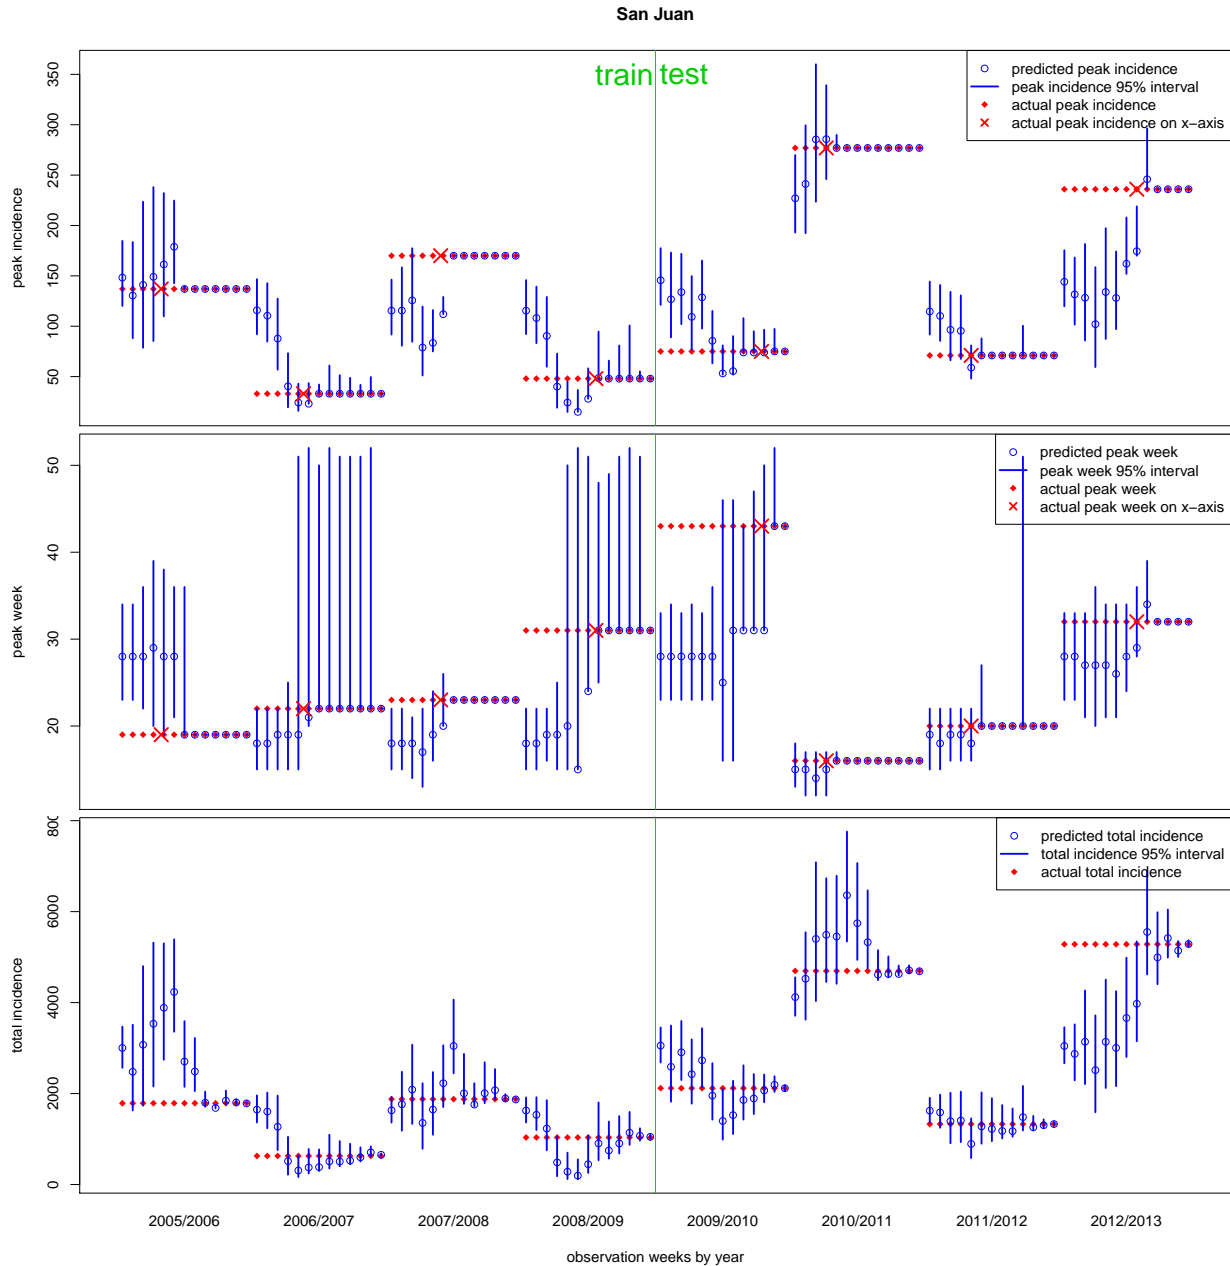 San Juan
train test
predicted peak incidence
peak incidence 95% interval
actual peak incidence
actual peak incidence on x−axis
peak incidence
50 100 150 200 250 300 350
predicted peak week
peak week 95% interval
actual peak week
actual peak week on x−axis
peak week
20 30 40 50
predicted total incidence
total incidence 95% interval
actual total incidence
total incidence
0 2000 4000 6000
2005/2006 2006/2007 2007/2008 2008/2009 2009/2010 2010/2011 2011/2012 2012/2013
observation weeks by year